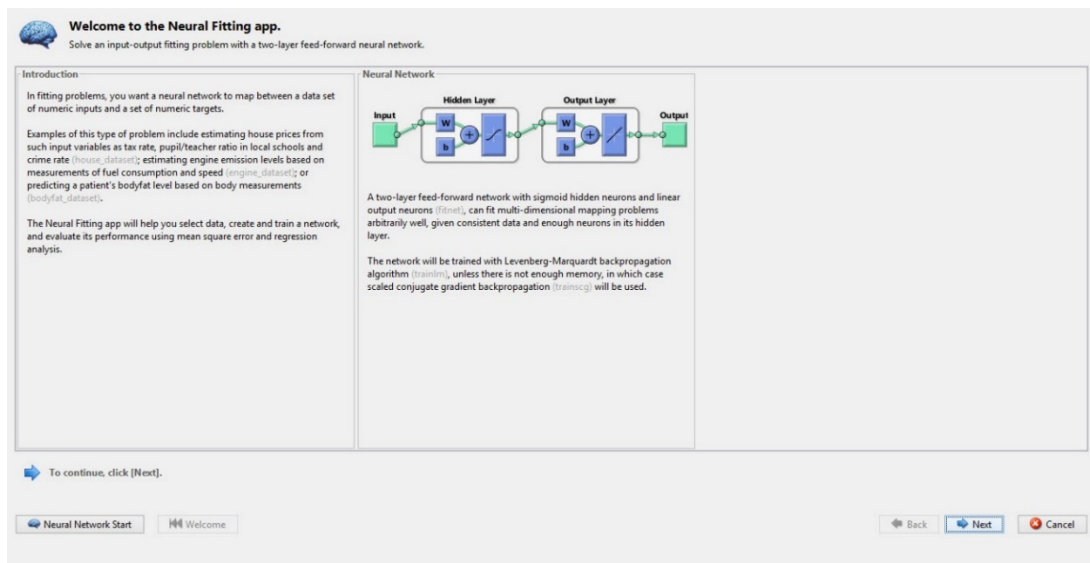 Welcome to the Neural Fitting app.
Solve an input-output fitting problem with a two-layer feed-forward neural network.
Introduction
In fitting problems, you want a neural network to map between a data set
of numeric inputs and a set of numeric targets.
Examples of this type of problem include estimating house prices from
such input variables as tax rate, pupil/teacher ratio in local schools and
crime rate (house_dataset); estimating engine emission levels based on
measurements of fuel consumption and speed (engine_dataset); or
predicting a patient's bodyfat level based on body measurements
(bodyfat_dataset).
The Neural Fitting app will help you select data, create and train a network,
and evaluate its performance using mean square error and regression
analysis.
Neural Network
Hidden Layer
Output Layer
Input
Output
W
W
b
b
A two-layer feed-forward network with sigmoid hidden neurons and linear
output neurons (fitnet), can fit multi-dimensional mapping problems
arbitrarily well, given consistent data and enough neurons in its hidden
layer.
The network will be trained with Levenberg-Marquardt backpropagation
algorithm (trainlm), unless there is not enough memory, in which case
scaled conjugate gradient backpropagation (trainscg) will be used.
To continue, click [Next].
Neural Network Start
Welcome
Back
Next
Cancel